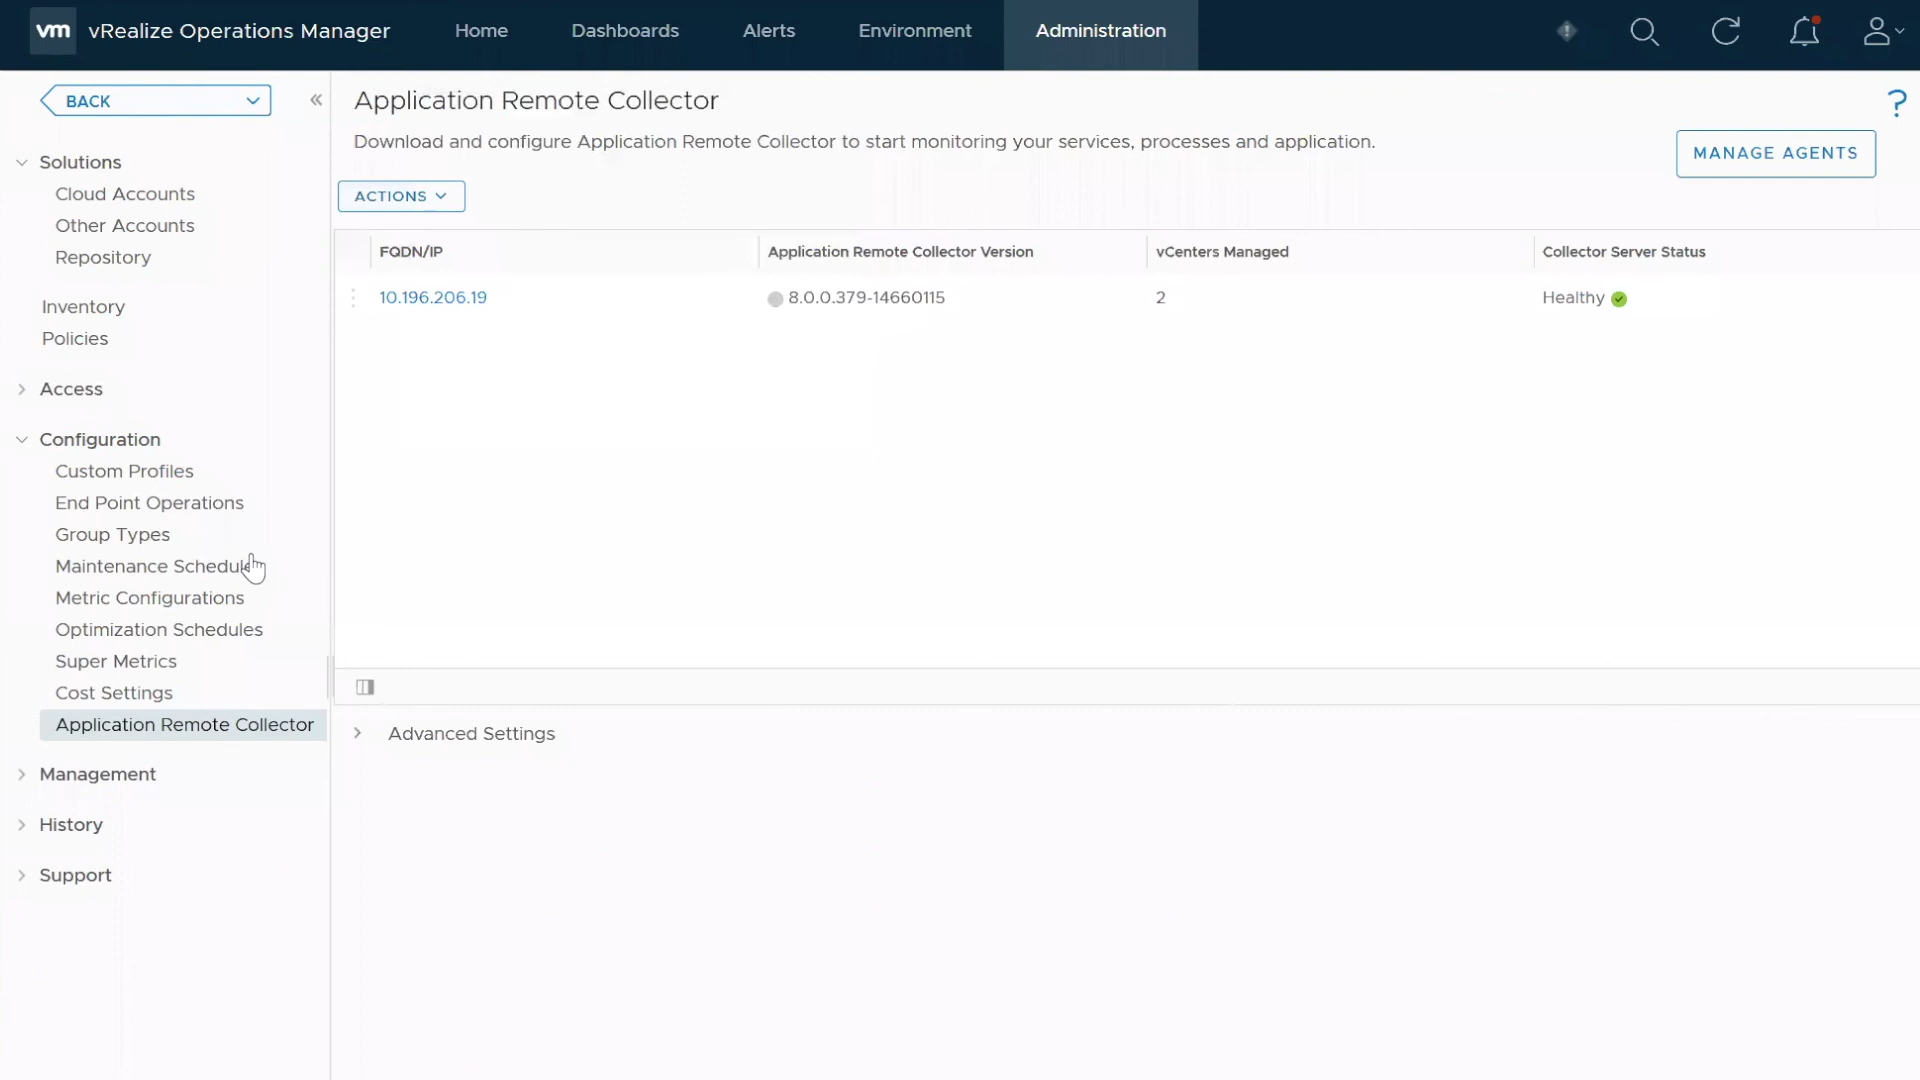 vm vRealize Operations Manager Home Dashboards Alerts Environment Administration
BACK
Solutions
Cloud Accounts
Other Accounts
Repository
Inventory
Policies
Access
Configuration
Custom Profiles
End Point Operations
Group Types
Maintenance
Metric Configurations
Optimization Schedules
Super Metrics
Cost Settings
Application Remote Collector
Management
History
Support
Application Remote Collector
?
Download and configure Application Remote Collector to start monitoring your services, processes and application.
MANAGE AGENTS
ACTIONS
FQDN/IP Application Remote Collector Version vCenters Managed Collector Server Status
10.196.206.19 8.0.0.379-14660115 2 Healthy
Advanced Settings